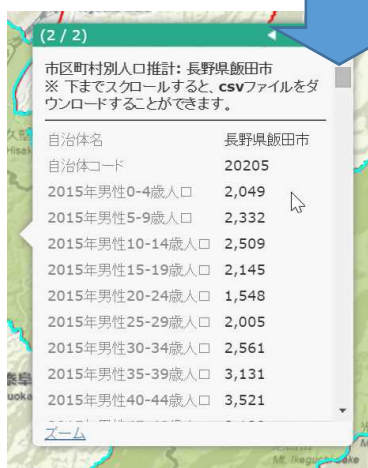 (2 / 2)
市区町村別人口推計: 長野県飯田市
※ 下までスクロールすると、csvファイルをダ
ウンロードすることができます。
自治体名 長野県飯田市
自治体コード 20205
2015年男性0-4歳人口 2,049
2015年男性5-9歳人口 2,332
2015年男性10-14歳人口 2,509
2015年男性15-19歳人口 2,145
2015年男性20-24歳人口 1,548
2015年男性25-29歳人口 2,005
2015年男性30-34歳人口 2,561
2015年男性35-39歳人口 3,131
2015年男性40-44歳人口 3,521
ズーム